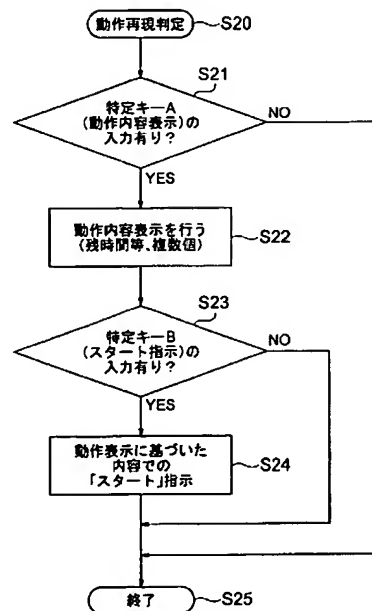 動作再現判定
S20
S21
特定キーA
(動作内容表示)の
入力有り?
NO
YES
動作内容表示を行う
(残時間等、複数個)
S22
S23
特定キーB
(スタート指示)の
入力有り?
NO
YES
動作表示に基づいた
内容での
「スタート」指示
S24
終了
S25